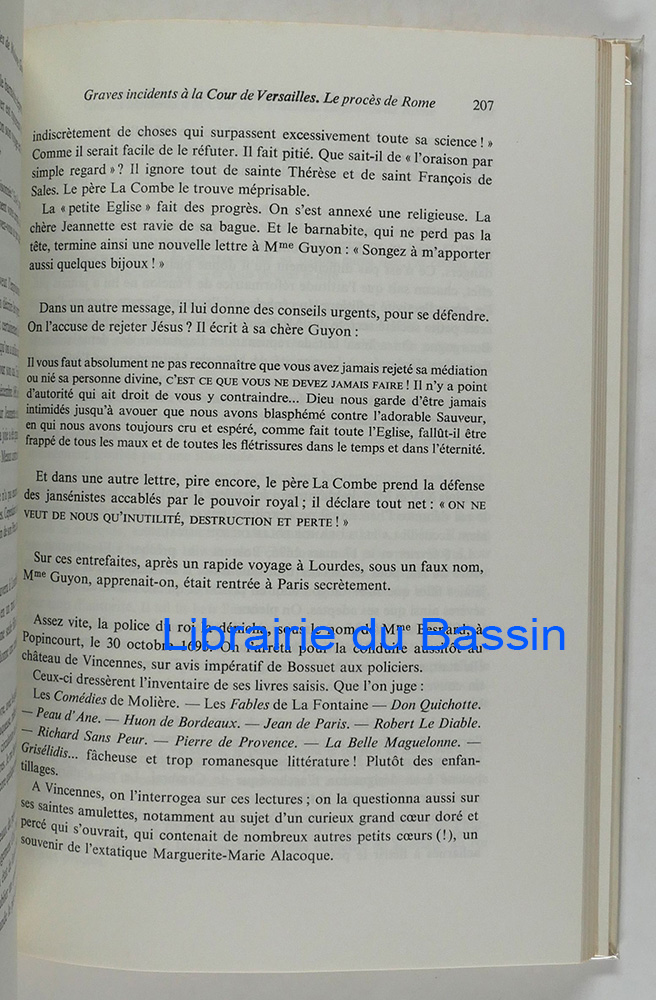 Graves incidents à la Cour de Versailles. Le procès de Rome 207
indiscrètement de choses qui surpassent excessivement toute sa science ! »
Comme il serait facile de le réfuter. Il fait pitié. Que sait-il de « l'oraison par
simple regard » ? Il ignore tout de sainte Thérèse et de saint François de
Sales. Le père La Combe le trouve méprisable.
La « petite Eglise » fait des progrès. On s'est annexé une religieuse. La
chère Jeannette est ravie de sa bague. Et le barnabite, qui ne perd pas la
tête, termine ainsi une nouvelle lettre à Mme Guyon : « Songez à m'apporter
aussi quelques bijoux ! »
Dans un autre message, il lui donne des conseils urgents, pour se défendre.
On l'accuse de rejeter Jésus ? Il écrit à sa chère Guyon :
Il vous faut absolument ne pas reconnaître que vous avez jamais rejeté sa médiation
ou nié sa personne divine, C'EST CE QUE VOUS NE DEVEZ JAMAIS FAIRE ! Il n'y a point
d'autorité qui ait droit de vous y contraindre... Dieu nous garde d'être jamais
intimidés jusqu'à avouer que nous avons blasphémé contre l'adorable Sauveur,
en qui nous avons toujours cru et espéré, comme fait toute l'Eglise, fallût-il être
frappé de tous les maux et de toutes les flétrissures dans le temps et dans l'éternité.
Et dans une autre lettre, pire encore, le père La Combe prend la défense
des jansénistes accablés par le pouvoir royal ; il déclare tout net : « ON NE
VEUT DE NOUS QU'INUTILITÉ, DESTRUCTION ET PERTE ! »
Sur ces entrefaites, après un rapide voyage à Lourdes, sous un faux nom,
Mme Guyon, apprenait-on, était rentrée à Paris secrètement.
Assez vite, la police du roi la déniche, sous le nom de Mme Besnard, à
Librairie du Bassin
Popincourt, le 30 octobre On arrêta pour la conduire aussitôt au
château de Vincennes, sur avis impératif de Bossuet aux policiers.
Ceux-ci dressèrent l'inventaire de ses livres saisis. Que l'on juge :
Les Comédies de Molière. — Les Fables de La Fontaine — Don Quichotte.
— Peau d'Ane. — Huon de Bordeaux. — Jean de Paris. — Robert Le Diable.
— Richard Sans Peur. — Pierre de Provence. — La Belle Maguelonne. —
Grisélidis... fâcheuse et trop romanesque littérature ! Plutôt des enfan-
tillages.
A Vincennes, on l'interrogea sur ces lectures ; on la questionna aussi sur
ses saintes amulettes, notamment au sujet d'un curieux grand cœur doré et
percé qui s'ouvrait, qui contenait de nombreux autres petits cœurs (!), un
souvenir de l'extatique Marguerite-Marie Alacoque.